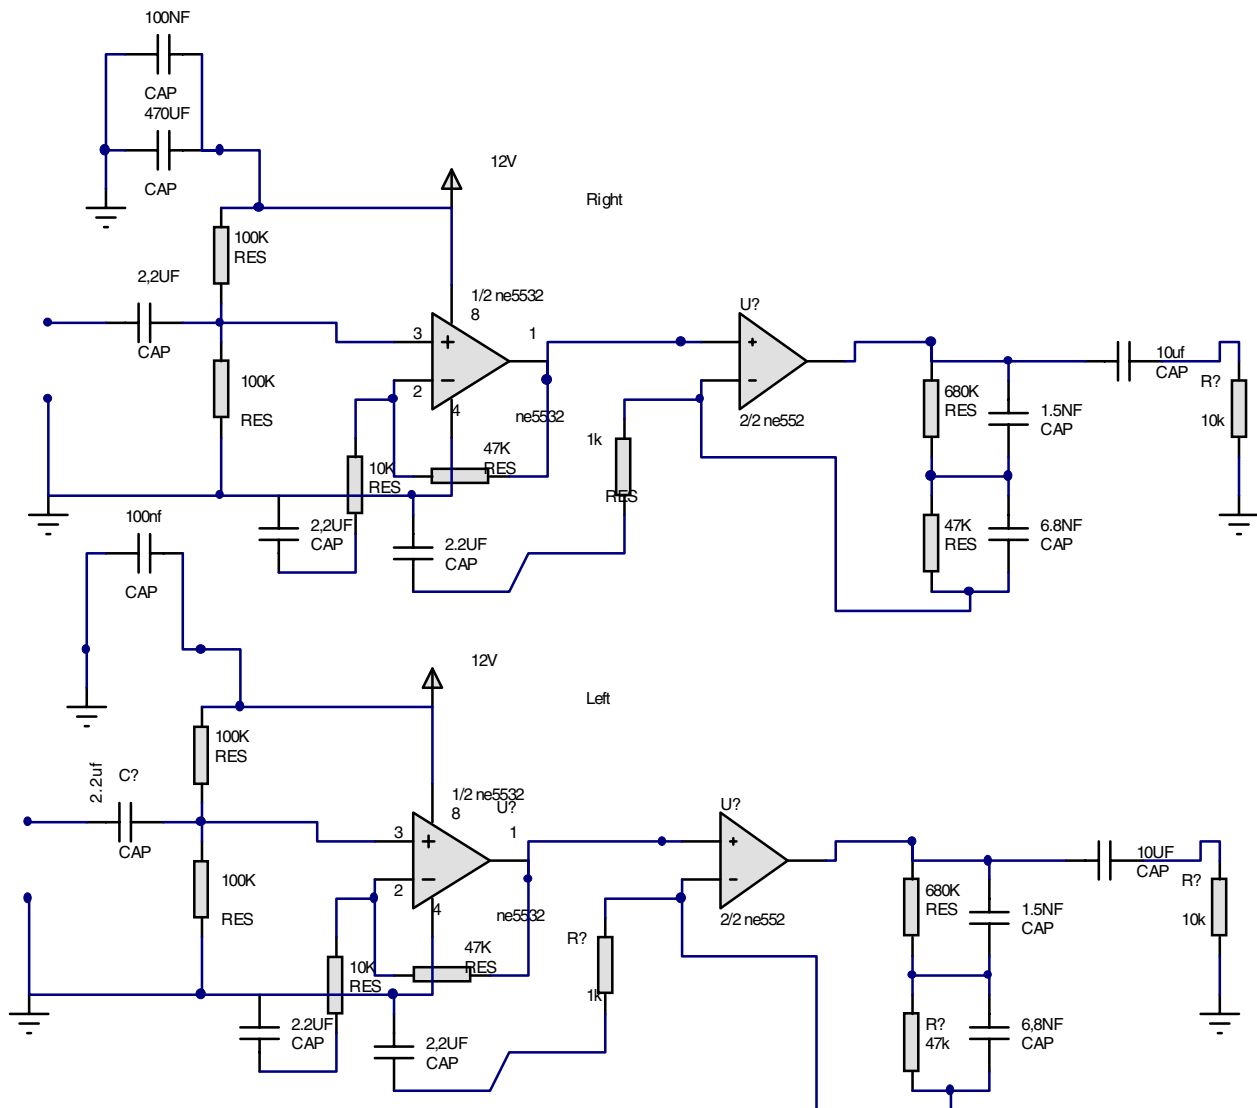 100NF
CAP
470UF
CAP
12V
Right
100K
RES
2,2UF
CAP
1/2 ne5532
8
3
1
2
4
ne5532
100K
RES
10K
RES
47K
RES
2,2UF
CAP
2.2UF
CAP
1k
RES
U?
2/2 ne552
680K
RES
1.5NF
CAP
47K
RES
6.8NF
CAP
10uf
CAP
R?
10k
100nf
CAP
12V
Left
100K
RES
2.2uf
C?
CAP
1/2 ne5532
U?
8
3
1
2
4
ne5532
100K
RES
10K
RES
47K
RES
2.2UF
CAP
2,2UF
CAP
R?
1k
U?
2/2 ne552
680K
RES
1.5NF
CAP
R?
47k
6,8NF
CAP
10UF
CAP
R?
10k